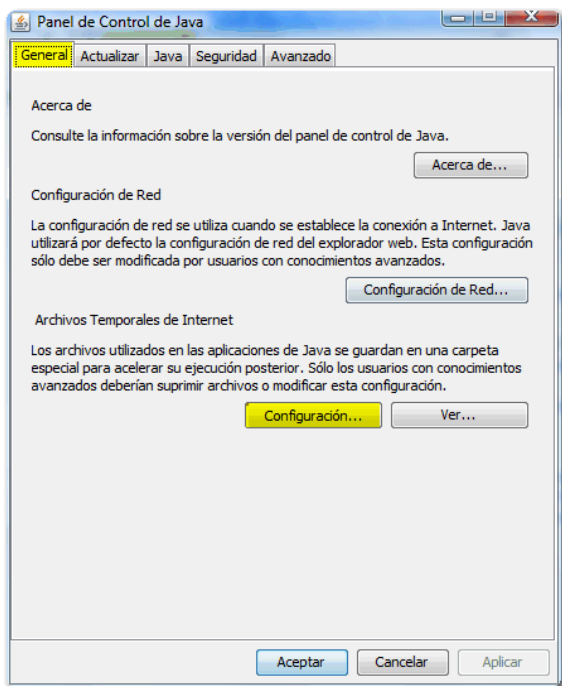 Panel de Control de Java
General Actualizar Java Seguridad Avanzado
Acerca de
Consulte la información sobre la versión del panel de control de Java.
Acerca de...
Configuración de Red
La configuración de red se utiliza cuando se establece la conexión a Internet. Java
utilizará por defecto la configuración de red del explorador web. Esta configuración
sólo debe ser modificada por usuarios con conocimientos avanzados.
Configuración de Red...
Archivos Temporales de Internet
Los archivos utilizados en las aplicaciones de Java se guardan en una carpeta
especial para acelerar su ejecución posterior. Sólo los usuarios con conocimientos
avanzados deberían suprimir archivos o modificar esta configuración.
Configuración... Ver...
Aceptar Cancelar Aplicar